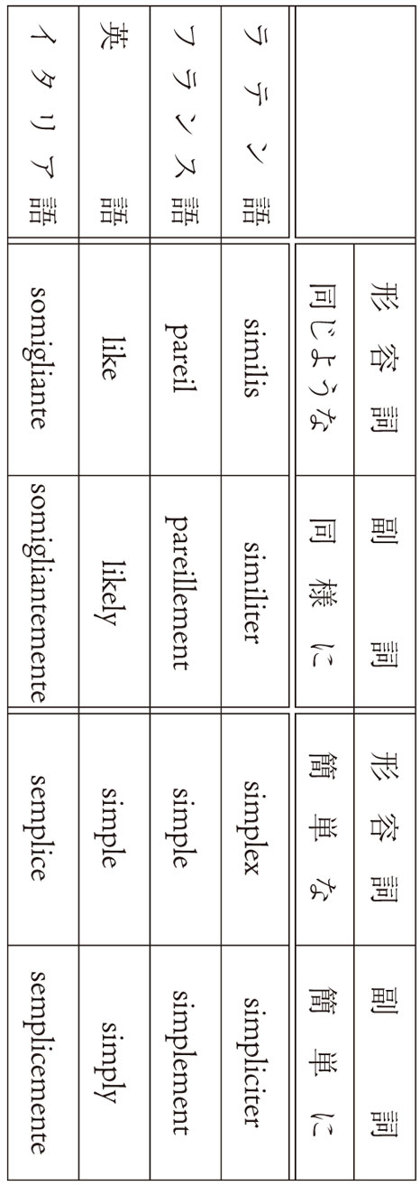 形容詞 副詞 形容詞 副詞
同じような 同様に 簡単な 簡単に
ラテン語 similis similiter simplex simpliciter
フランス語 pareil pareillement simple simplement
英語 like likely simple simply
イタリア語 somigliante somigliantemente semplice semplicemente